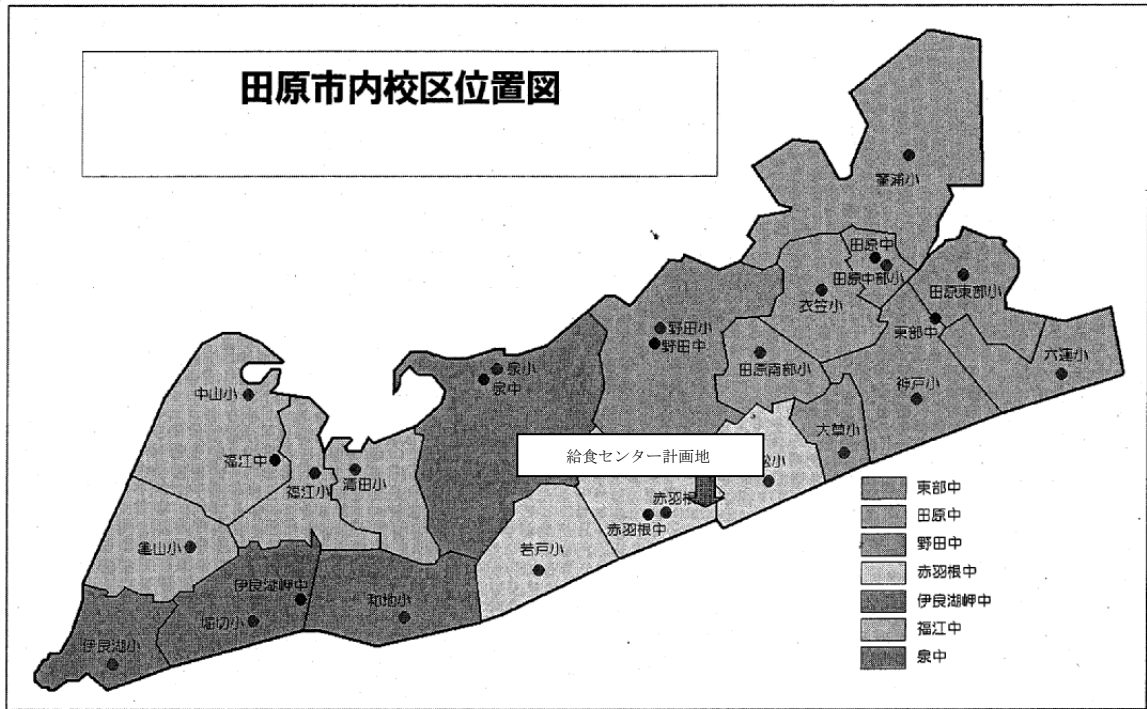 田原市内校区位置図
童浦小
田原中
田原中部小
田原東部小
衣笠小
東部中
野田小
野田中
六連小
泉小
泉中
田原南部小
神戸小
中山小
大草小
給食センター計画地
福江中
福江小
清田小
松小
赤羽根
赤羽根中
亀山小
若戸小
伊良湖岬中
和地小
堀切小
伊良湖小
東部中
田原中
野田中
赤羽根中
伊良湖岬中
福江中
泉中